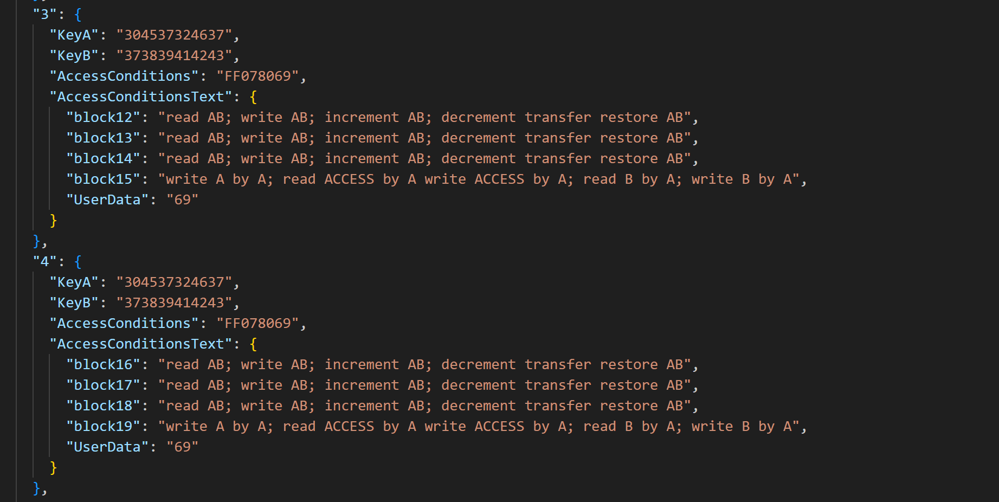 "3": {
"KeyA": "304537324637",
"KeyB": "373839414243",
"AccessConditions": "FF078069",
"AccessConditionsText": {
"block12": "read AB; write AB; increment AB; decrement transfer restore AB",
"block13": "read AB; write AB; increment AB; decrement transfer restore AB",
"block14": "read AB; write AB; increment AB; decrement transfer restore AB",
"block15": "write A by A; read ACCESS by A write ACCESS by A; read B by A; write B by A",
"UserData": "69"
}
},
"4": {
"KeyA": "304537324637",
"KeyB": "373839414243",
"AccessConditions": "FF078069",
"AccessConditionsText": {
"block16": "read AB; write AB; increment AB; decrement transfer restore AB",
"block17": "read AB; write AB; increment AB; decrement transfer restore AB",
"block18": "read AB; write AB; increment AB; decrement transfer restore AB",
"block19": "write A by A; read ACCESS by A write ACCESS by A; read B by A; write B by A",
"UserData": "69"
}
},